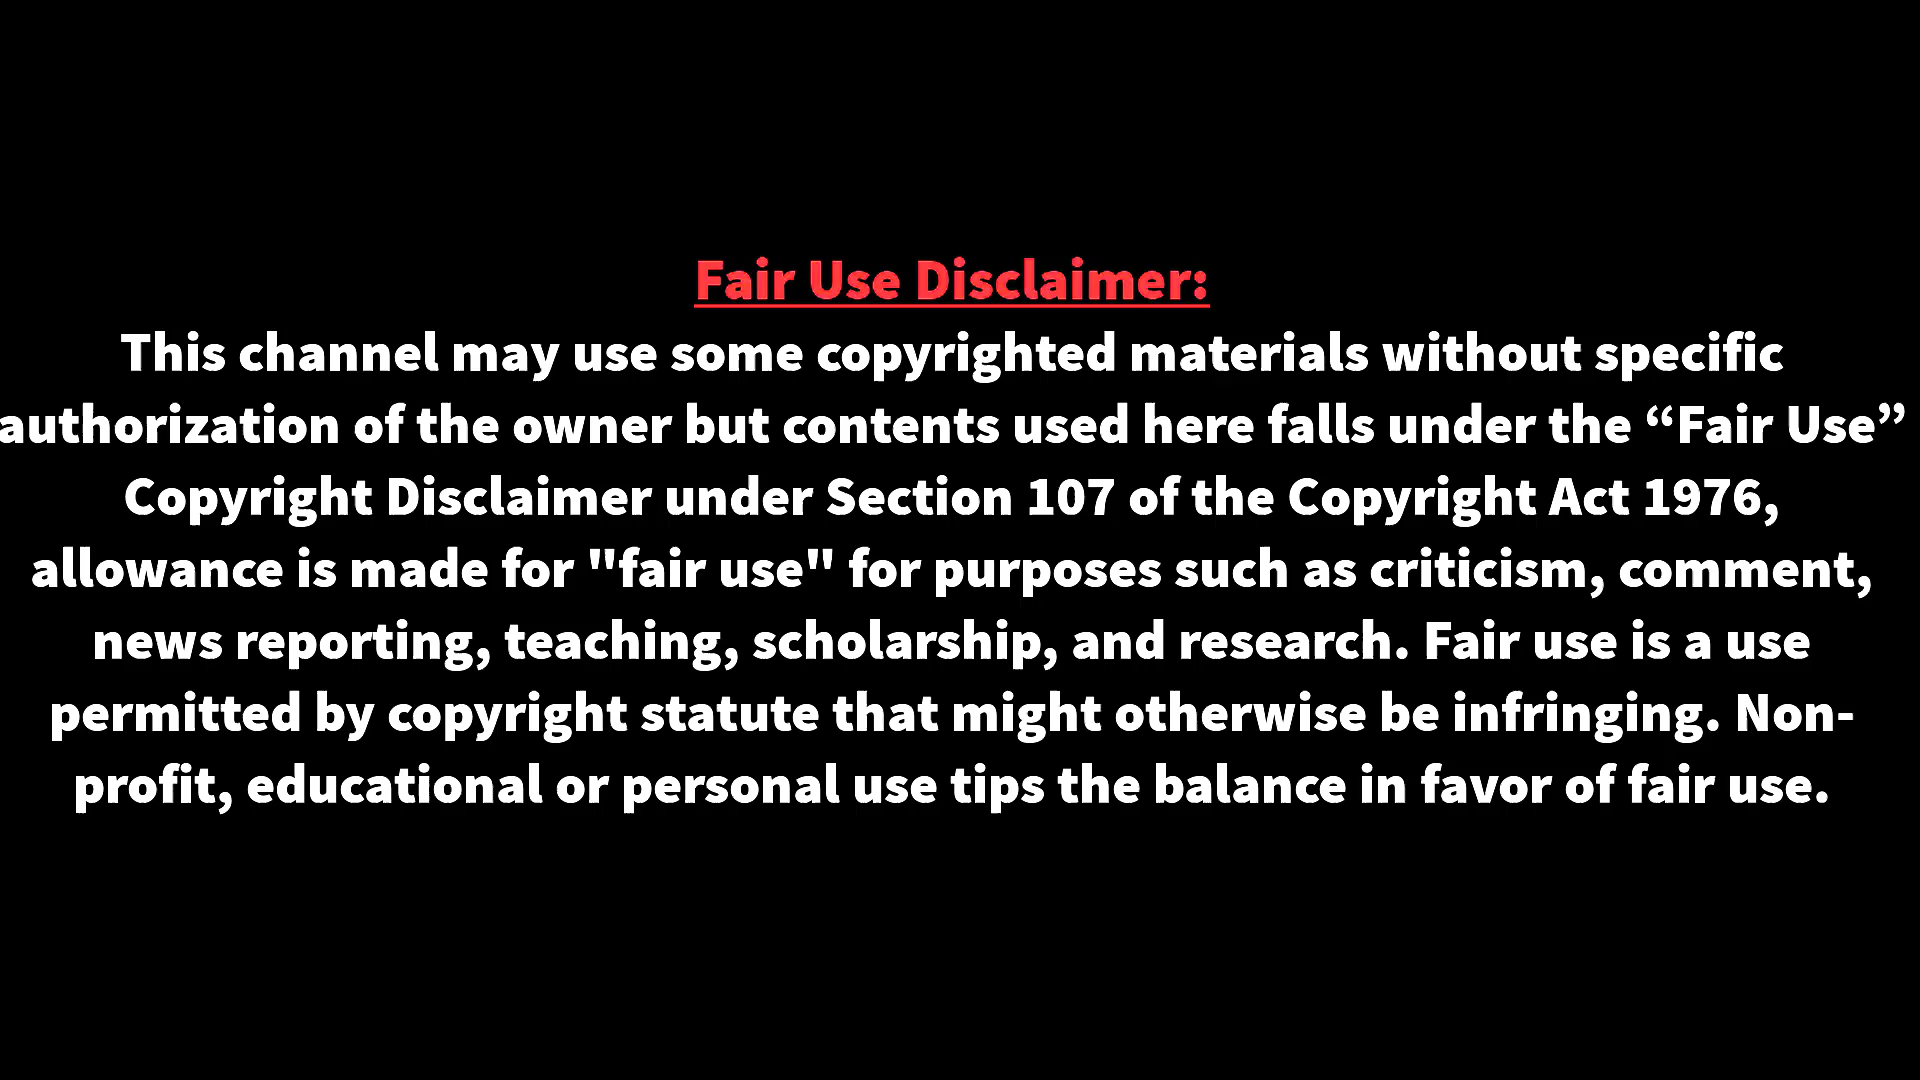 Fair Use Disclaimer:
This channel may use some copyrighted materials without specific
authorization of the owner but contents used here falls under the “Fair Use”
Copyright Disclaimer under Section 107 of the Copyright Act 1976,
allowance is made for "fair use" for purposes such as criticism, comment,
news reporting, teaching, scholarship, and research. Fair use is a use
permitted by copyright statute that might otherwise be infringing. Non-
profit, educational or personal use tips the balance in favor of fair use.